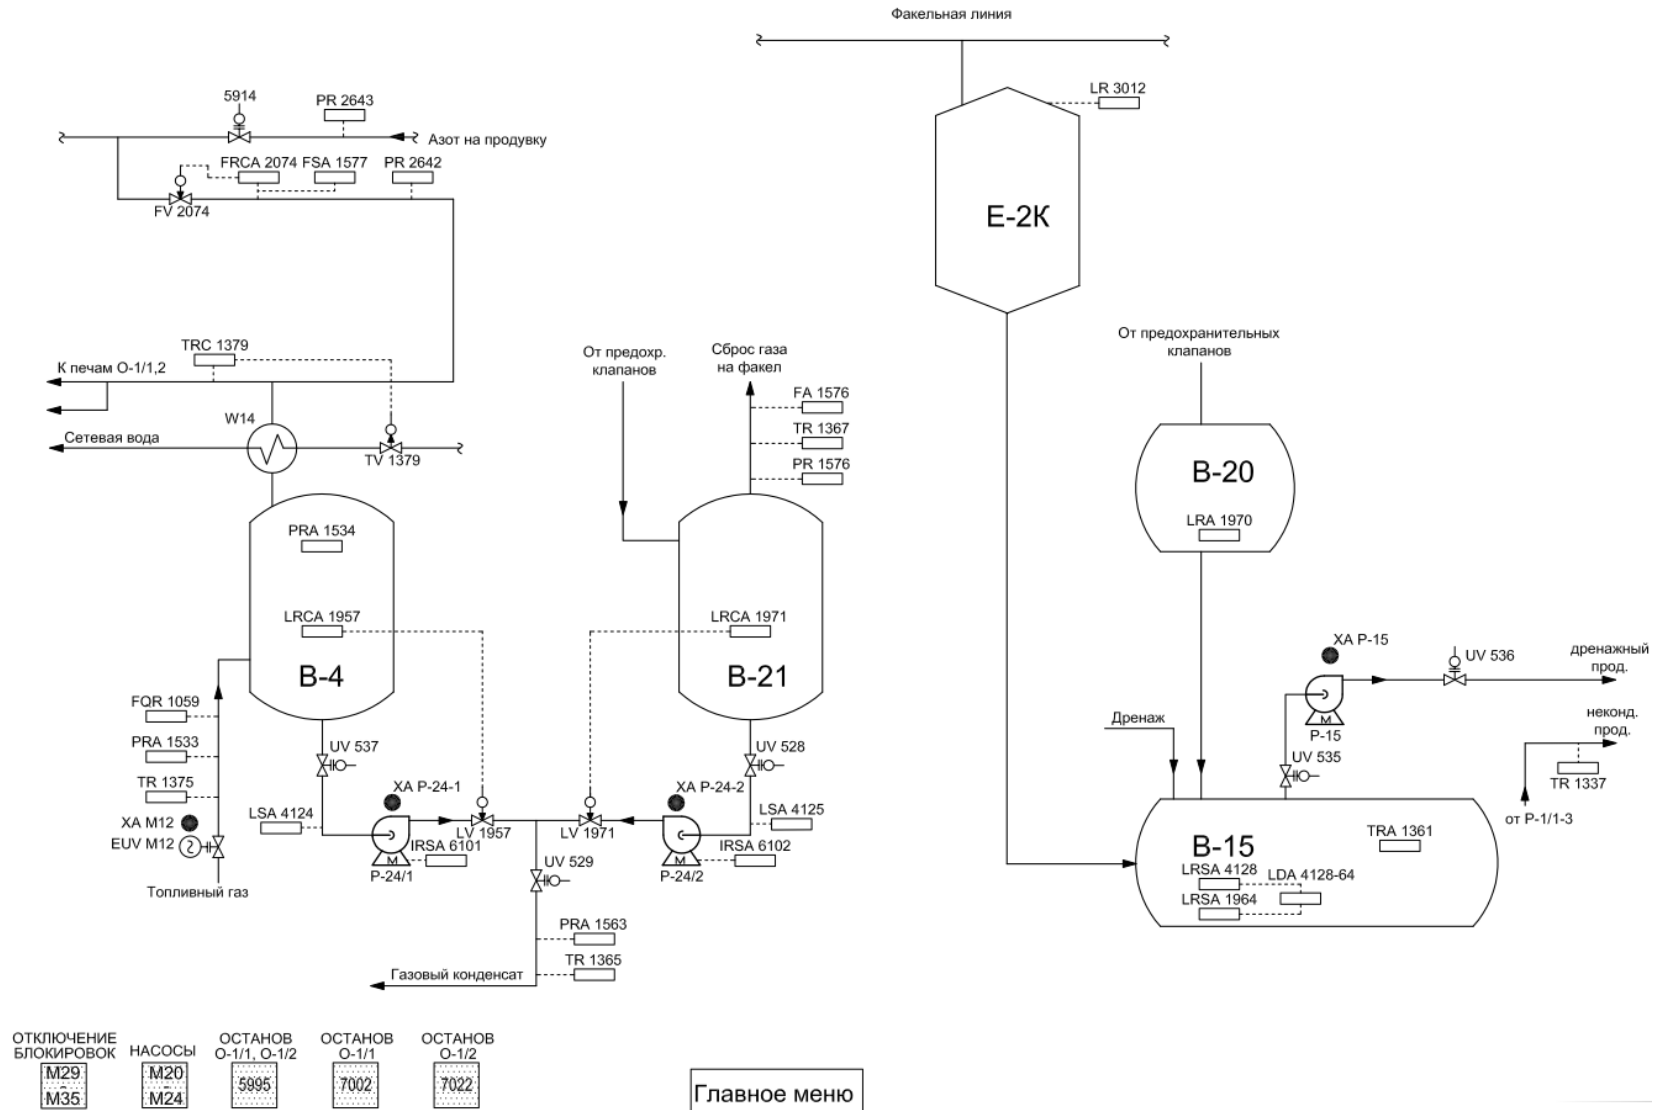 Факельная линия
LR 3012
5914
PR 2643
Азот на продувку
FRCA 2074
FSA 1577
PR 2642
FV 2074
Е-2К
От предохранительных
клапанов
TRC 1379
К печам О-1/1,2
W14
Сетевая вода
TV 1379
От предохр.
клапанов
Сброс газа
на факел
FA 1576
TR 1367
PR 1576
В-20
LRA 1970
PRA 1534
LRCA 1957
В-4
LRCA 1971
В-21
FQR 1059
PRA 1533
TR 1375
XA M12
EUV M12
Топливный газ
UV 537
XA P-24-1
LSA 4124
LV 1957
IRSA 6101
M
P-24/1
UV 528
XA P-24-2
LSA 4125
LV 1971
IRSA 6102
M
P-24/2
UV 529
PRA 1563
TR 1365
Газовый конденсат
XA P-15
UV 536
дренажный
прод.
M
P-15
Дренаж
UV 535
неконд.
прод.
TR 1337
от Р-1/1-3
В-15
TRA 1361
LRSA 4128
LDA 4128-64
LRSA 1964
ОТКЛЮЧЕНИЕ
БЛОКИРОВОК
М29
-
М35
НАСОСЫ
М20
-
М24
ОСТАНОВ
О-1/1, О-1/2
5995
ОСТАНОВ
О-1/1
7002
ОСТАНОВ
О-1/2
7022
Главное меню